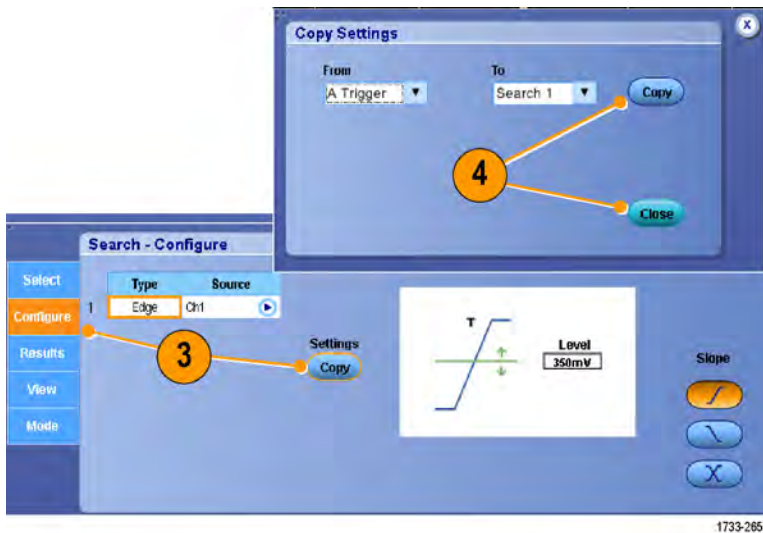 Copy Settings
X
From To
A Trigger Search 1 Copy
4
Close
Search - Configure
Select
Type Source
1 Edge Ch1
Configure
Settings
3
Copy
Results
View
Mode
T
Level
350mV
Slope
1733-265